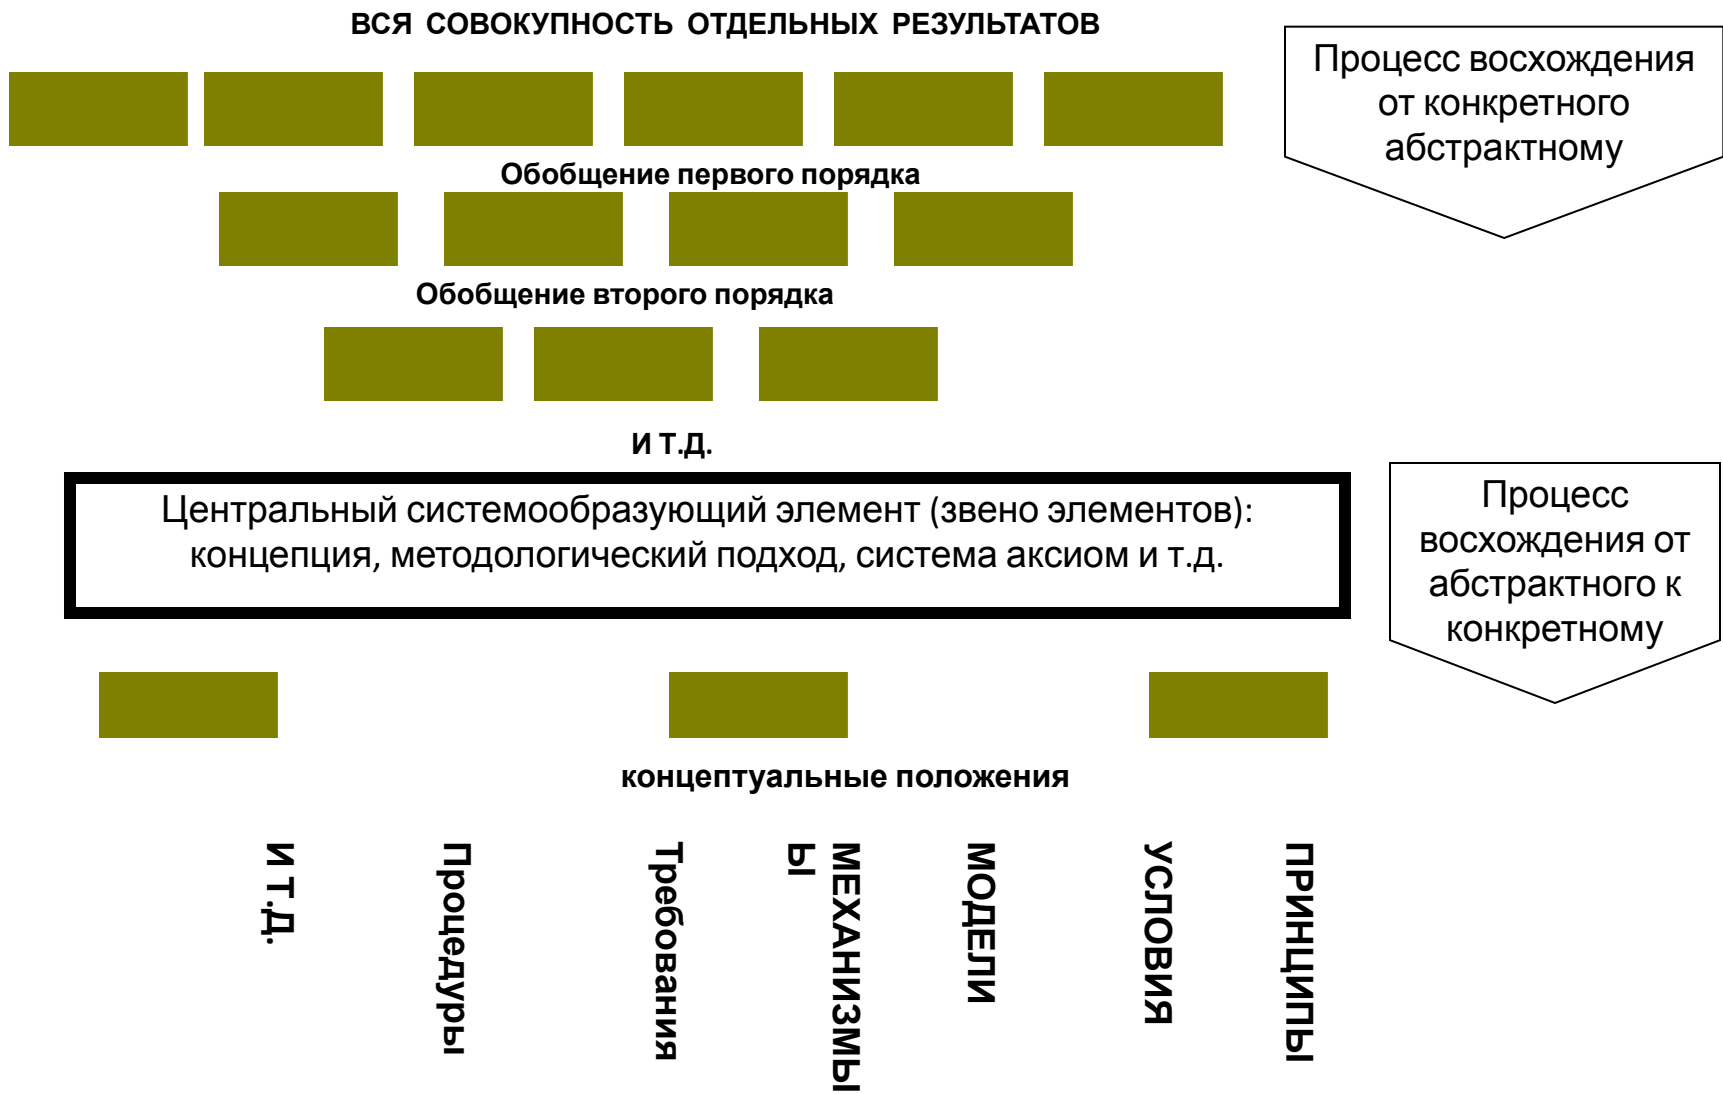 ВСЯ СОВОКУПНОСТЬ ОТДЕЛЬНЫХ РЕЗУЛЬТАТОВ
Процесс восхождения
от конкретного
абстрактному
Обобщение первого порядка
Обобщение второго порядка
И Т.Д.
Центральный системообразующий элемент (звено элементов):
концепция, методологический подход, система аксиом и т.д.
Процесс
восхождения от
абстрактного к
конкретному
концептуальные положения
И Т.Д.
Процедуры
Требования
МЕХАНИЗМЫ
Ы
МОДЕЛИ
УСЛОВИЯ
ПРИНЦИПЫ